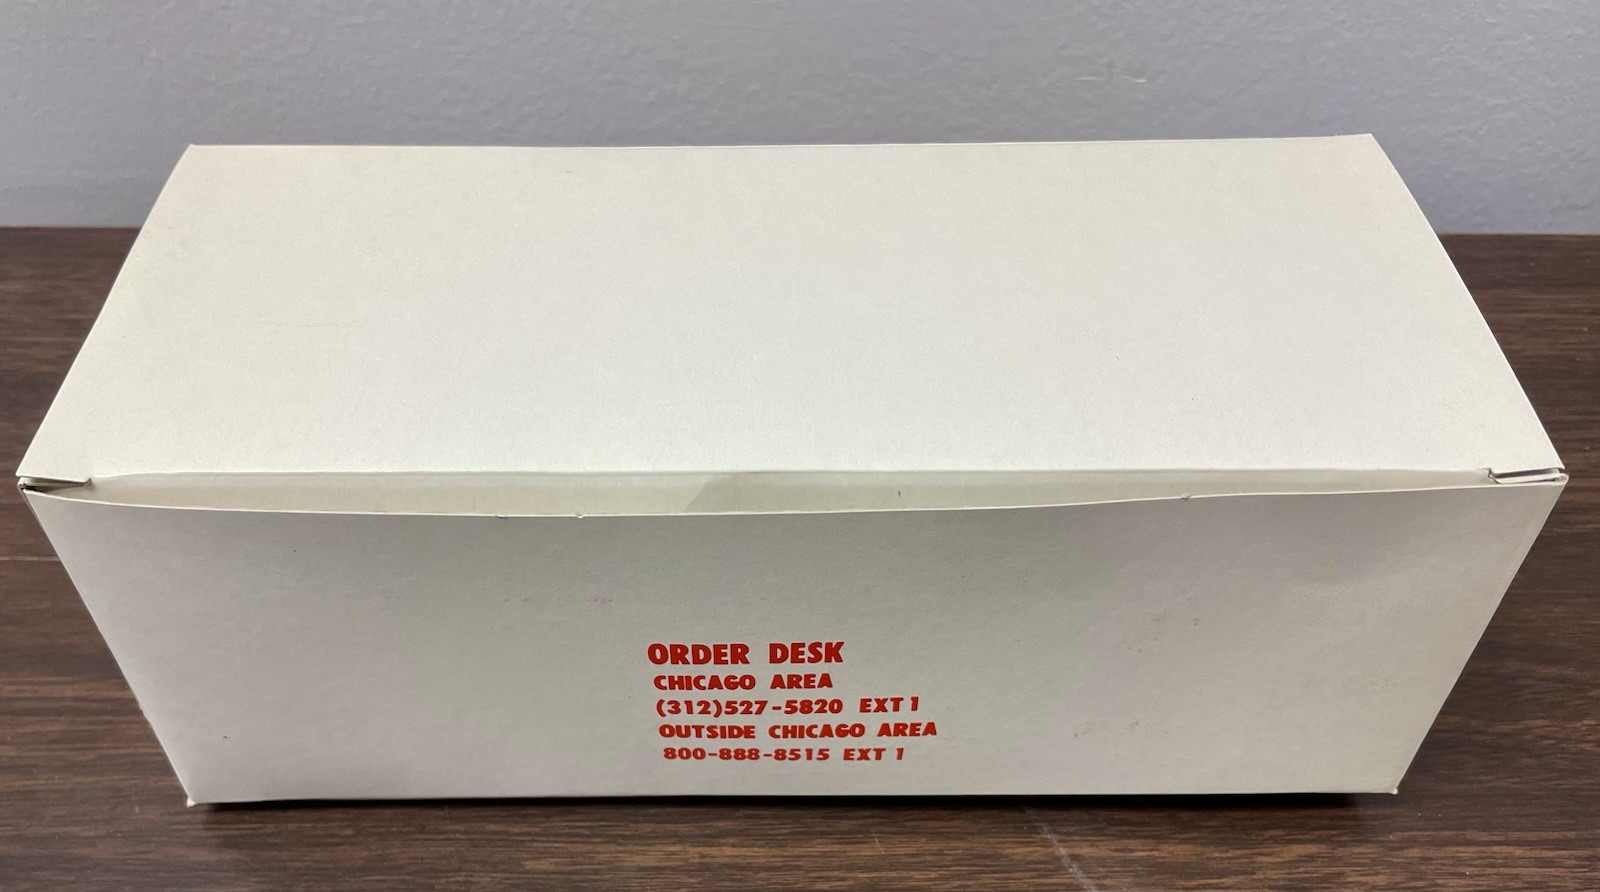 ORDER DESK
CHICAGO AREA
(312)527-5820 EXT 1
OUTSIDE CHICAGO AREA
800-888-8515 EXT 1